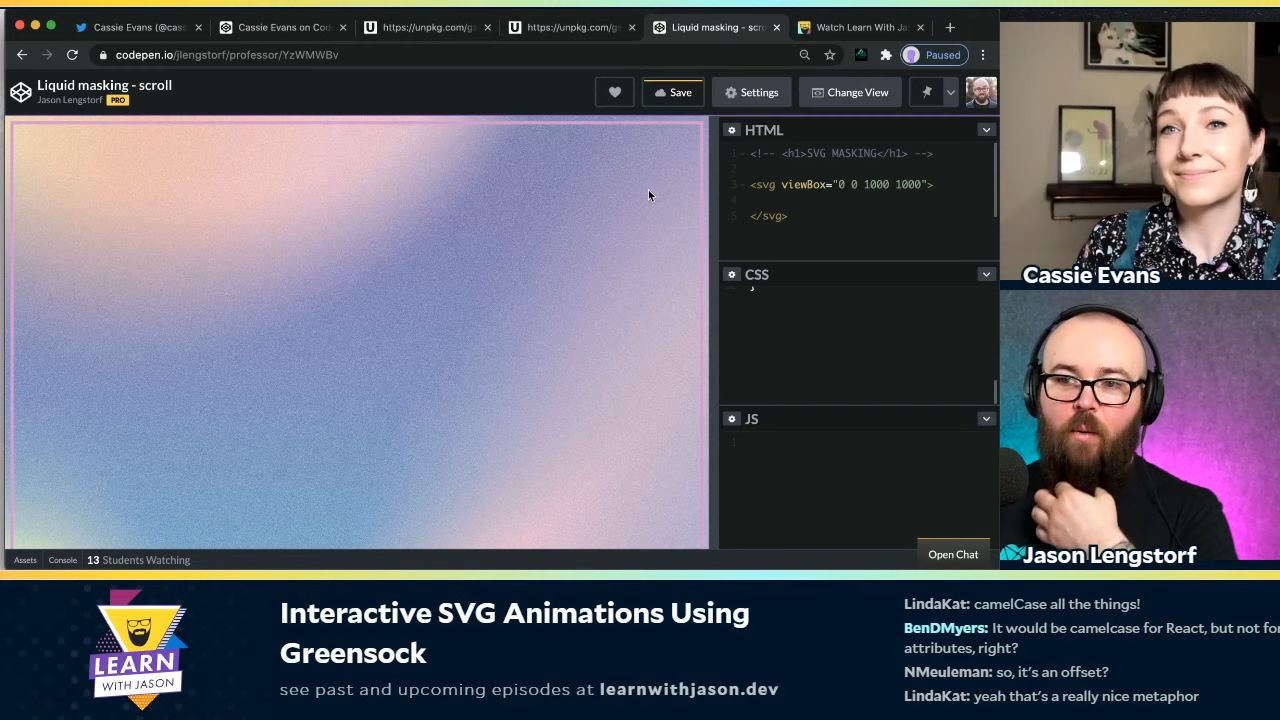 Cassie Evans (@cass
Cassie Evans on Cod
https://unpkg.com/g
https://unpkg.com/g
Liquid masking - scro
Watch Learn With Jas
codepen.io/jlengstorf/professor/YzWMWBv
Paused
Liquid masking - scroll
Jason Lengstorf PRO
Save
Settings
Change View
HTML
1 <!-- <h1>SVG MASKING</h1> -->
2
3 <svg viewBox="0 0 1000 1000">
4
5 </svg>
CSS
}
JS
1
Assets Console 13 Students Watching
Open Chat
Cassie Evans
Jason Lengstorf
LEARN
WITH JASON
Interactive SVG Animations Using
Greensock
see past and upcoming episodes at learnwithjason.dev
LindaKat: camelCase all the things!
BenDMyers: It would be camelcase for React, but not fo
attributes, right?
NMeuleman: so, it's an offset?
LindaKat: yeah that's a really nice metaphor